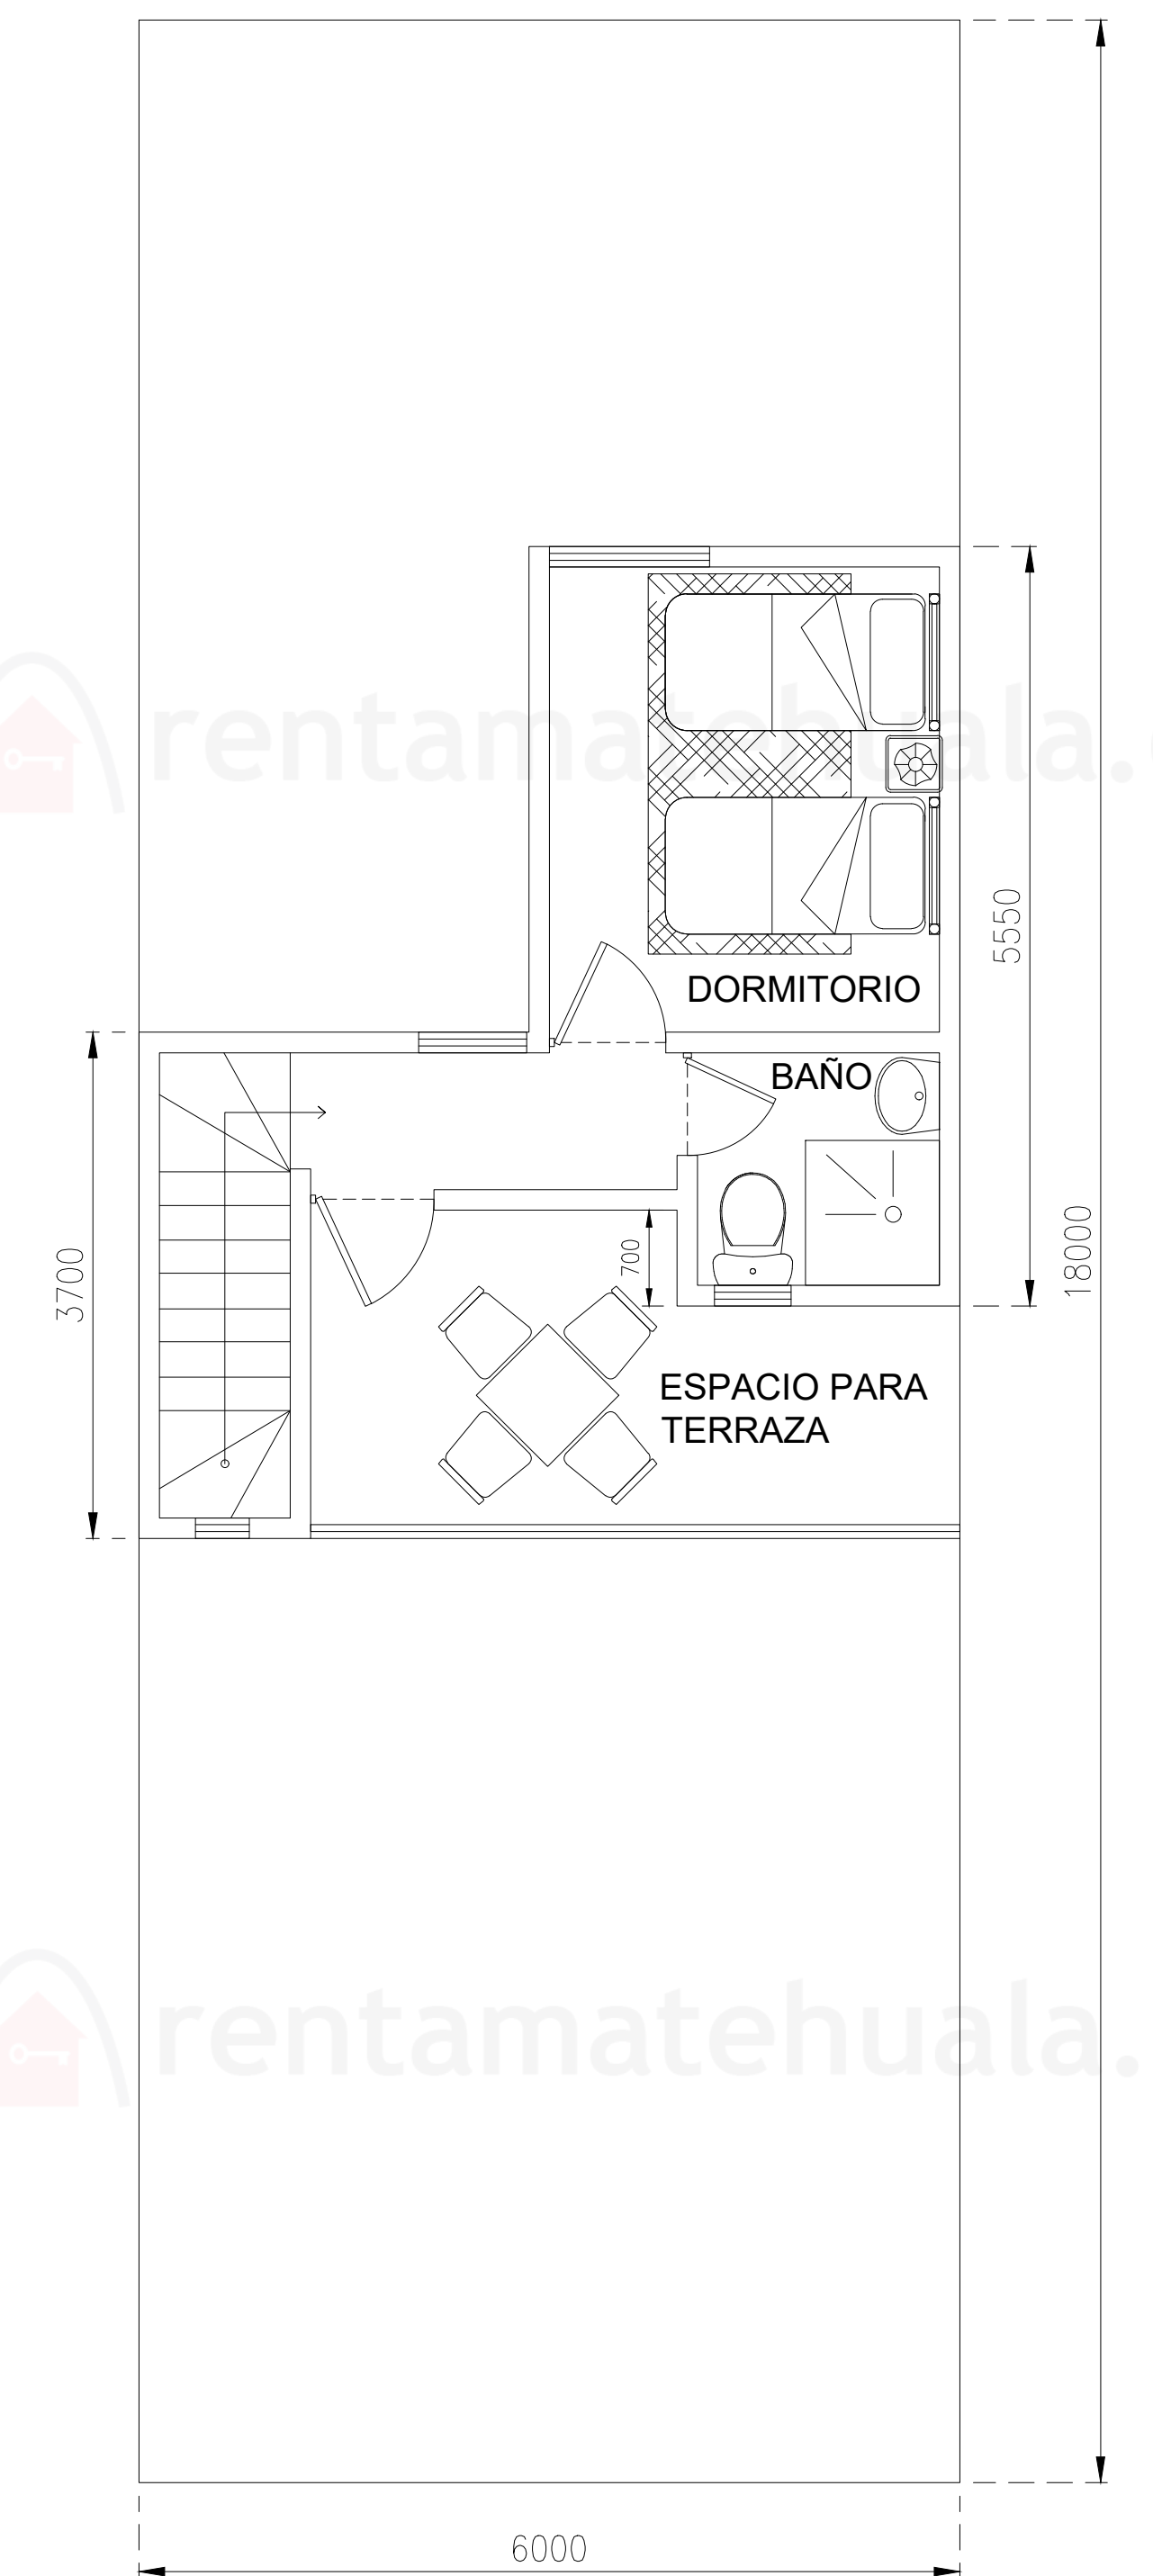 rentamatehuala.
5550
DORMITORIO
BAÑO
3700
700
18000
ESPACIO PARA
TERRAZA
rentamatehuala.
6000